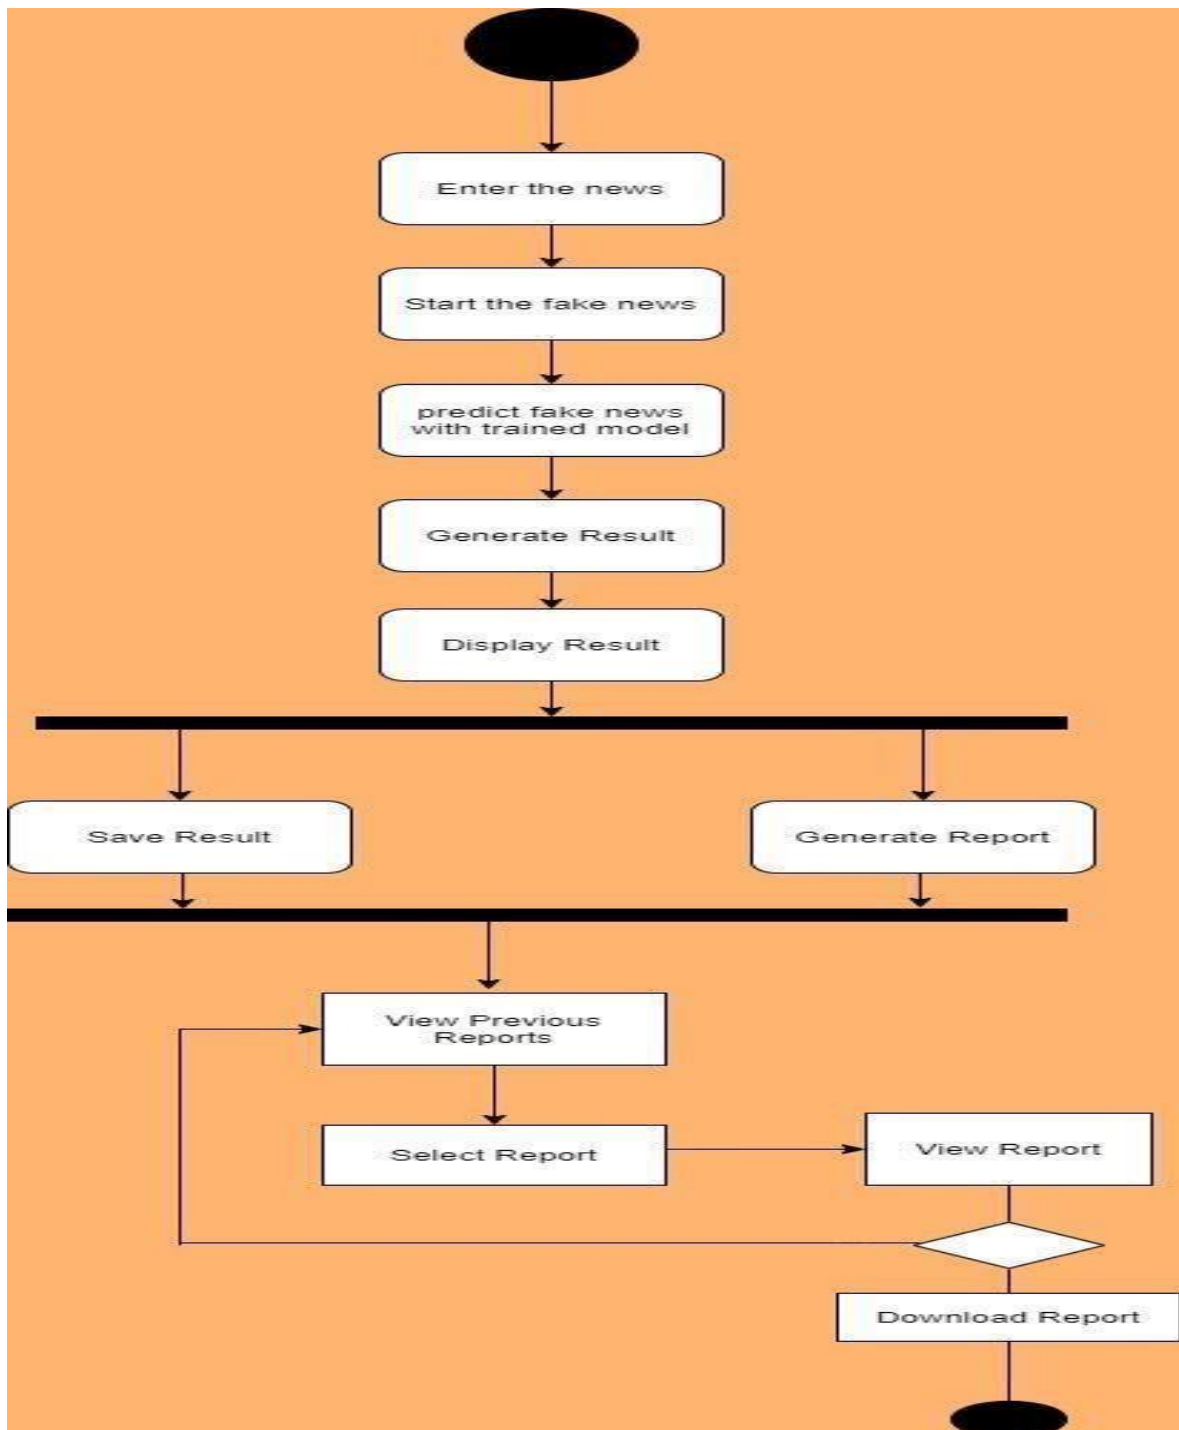 Enter the news
Start the fake news
predict fake news
with trained model
Generate Result
Display Result
Save Result
Generate Report
View Previous
Reports
Select Report
View Report
Download Report